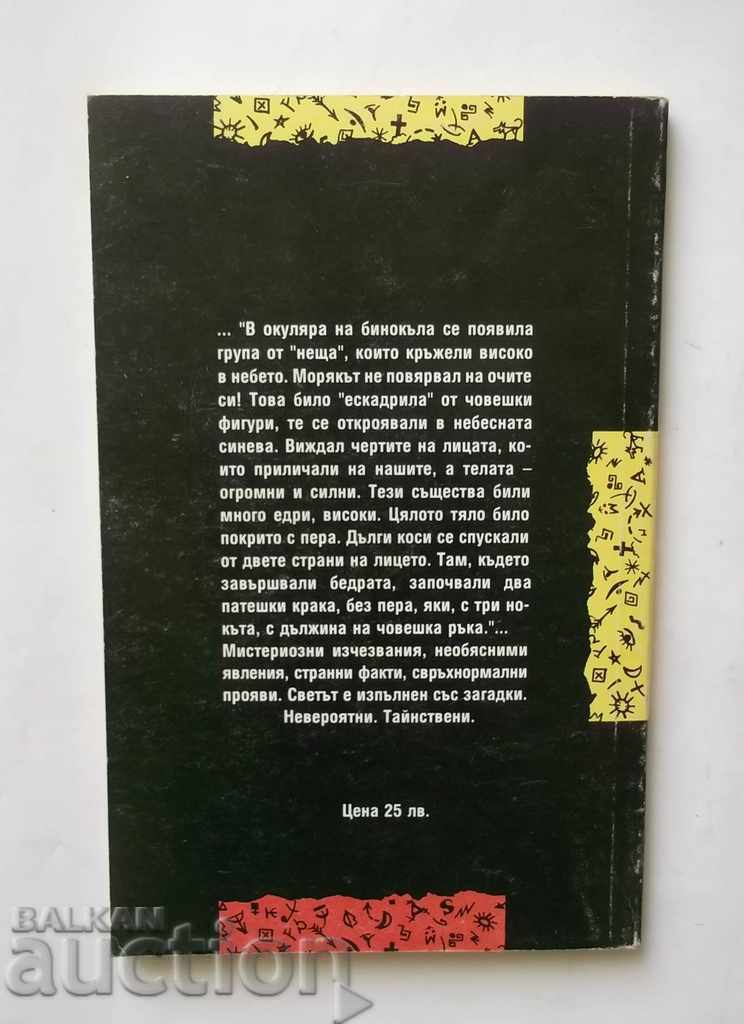 ... "В окуляра на бинокъла се появила
група от "неща", които кръжели високо
в небето. Морякът не повярвал на очите
си! Това било "ескадрила" от човешки
фигури, те се откроявали в небесната
синева. Виждал чертите на лицата, ко-
ито приличали на нашите, а телата –
огромни и силни. Тези същества били
много едри, високи. Цялото тяло било
покрито с пера. Дълги коси се спускали
от двете страни на лицето. Там, където
завършвали бедрата, започвали два
патешки крака, без пера, яки, с три но-
къта, с дължина на човешка ръка."...
Мистериозни изчезвания, необясними
явления, странни факти, свръхнормални
прояви. Светът е изпълнен със загадки.
Невероятни. Тайнствени.
Цена 25 лв.
BALKAN
auction